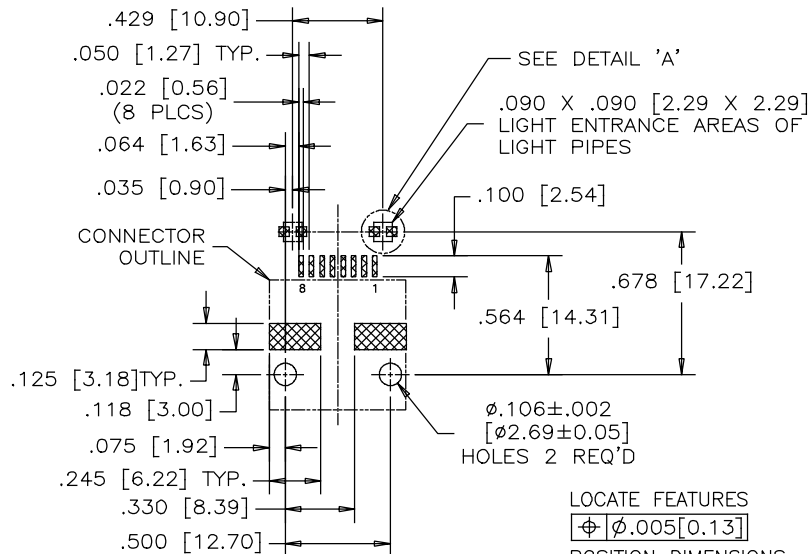 .429 [10.90]
.050 [1.27] TYP.
SEE DETAIL 'A'
.022 [0.56]
(8 PLCS)
.090 X .090 [2.29 X 2.29]
LIGHT ENTRANCE AREAS OF
LIGHT PIPES
.064 [1.63]
.035 [0.90]
.100 [2.54]
CONNECTOR
OUTLINE
8
1
.678 [17.22]
.564 [14.31]
.125 [3.18]TYP.
.118 [3.00]
.075 [1.92]
ø.106±.002
[ø2.69±0.05]
HOLES 2 REQ'D
.245 [6.22] TYP.
.330 [8.39]
.500 [12.70]
LOCATE FEATURES
⌖ ø.005[0.13]
POSITION DIMENSIONS